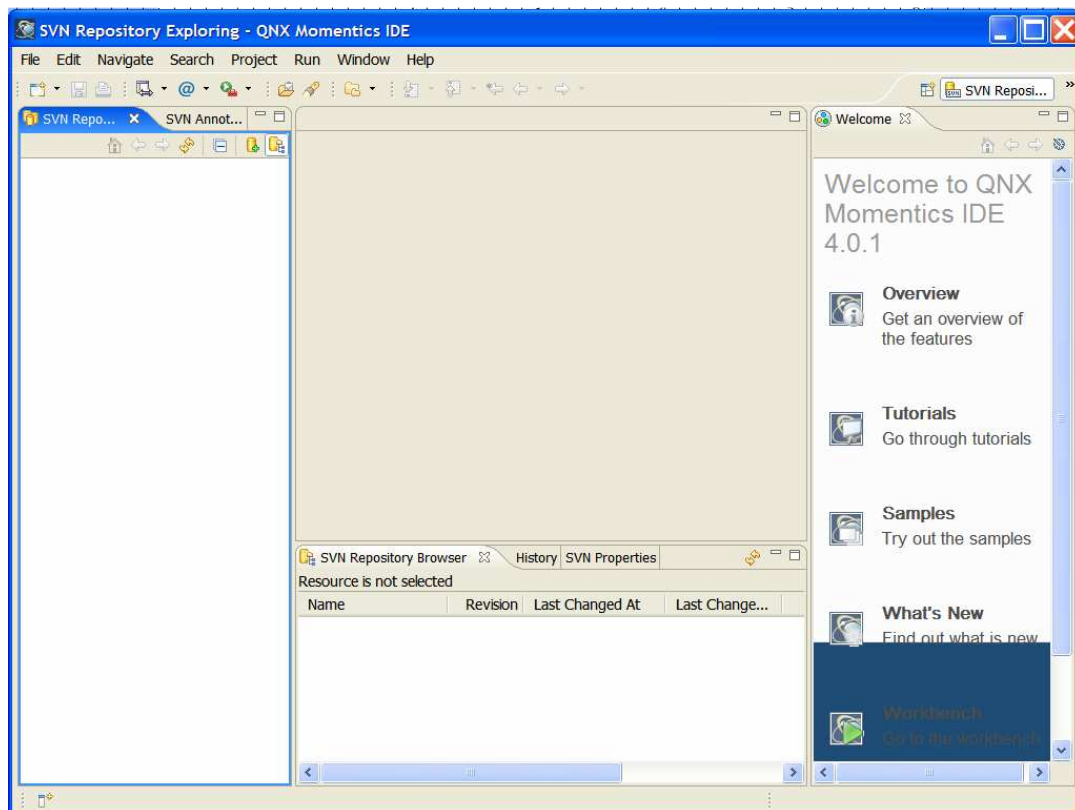 SVN Repository Exploring - QNX Momentics IDE
File Edit Navigate Search Project Run Window Help
SVN Reposi...
SVN Repo... SVN Annot...
Welcome
Welcome to QNX
Momentics IDE
4.0.1
Overview
Get an overview of
the features
Tutorials
Go through tutorials
Samples
Try out the samples
What's New
Find out what is new
Workbench
Go to the workbench
SVN Repository Browser History SVN Properties
Resource is not selected
Name Revision Last Changed At Last Change...